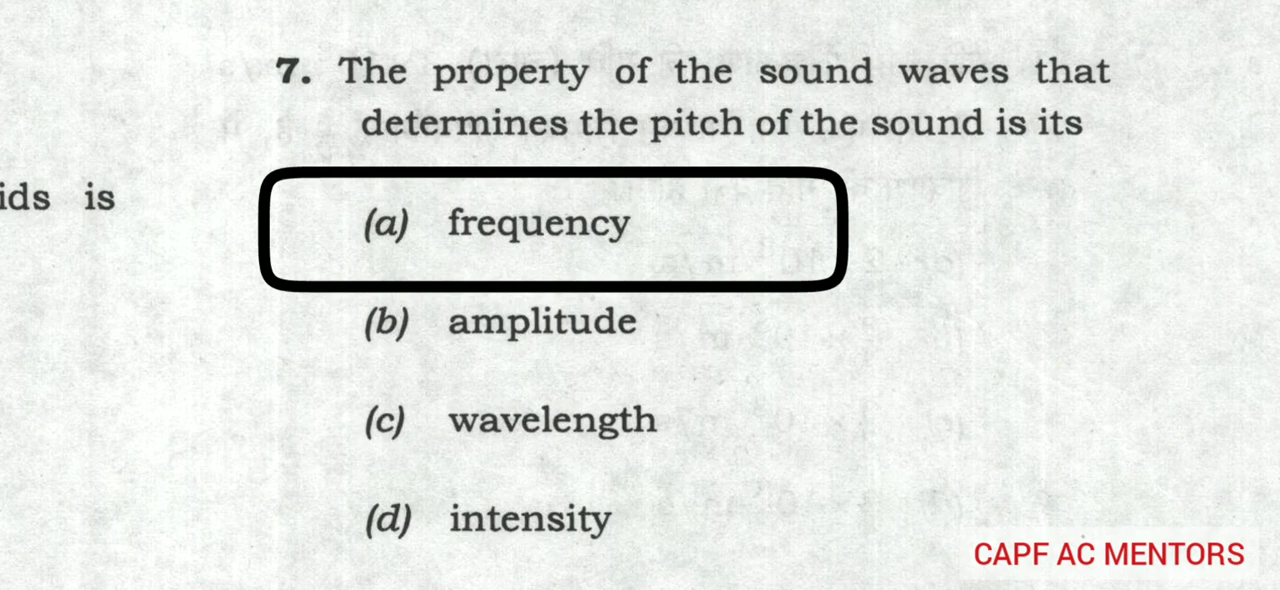 7. The property of the sound waves that
determines the pitch of the sound is its
ids is
(a) frequency
(b) amplitude
(c) wavelength
(d) intensity
CAPF AC MENTORS